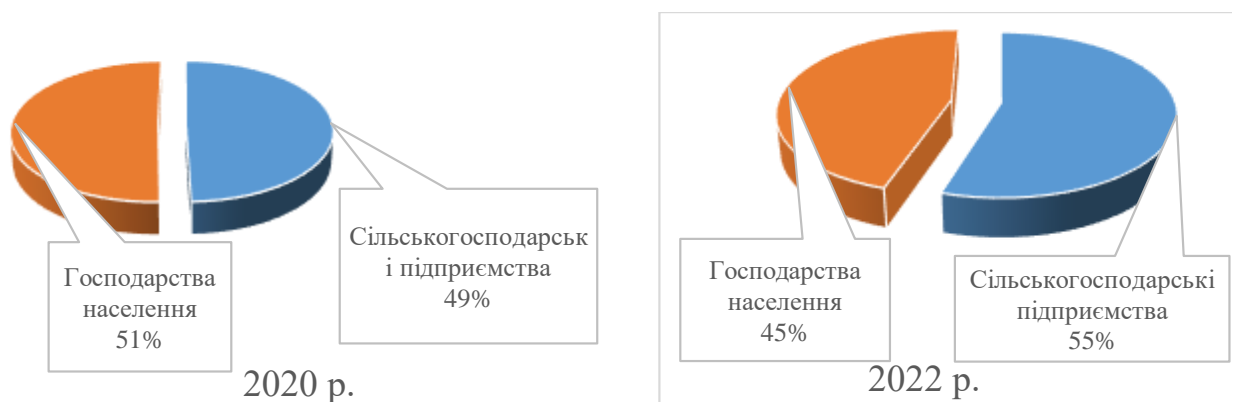 Господарства
населення
51%
Сільськогосподарськ
і підприємства
49%
2020 р.
Господарства
населення
45%
Сільськогосподарські
підприємства
55%
2022 р.